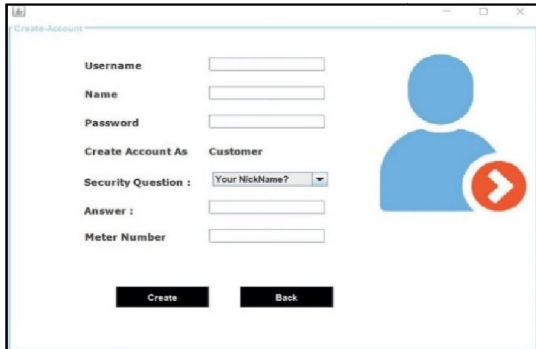 Create-Account
Username
Name
Password
Create Account As Customer
Security Question : Your NickName?
Answer :
Meter Number
Create Back